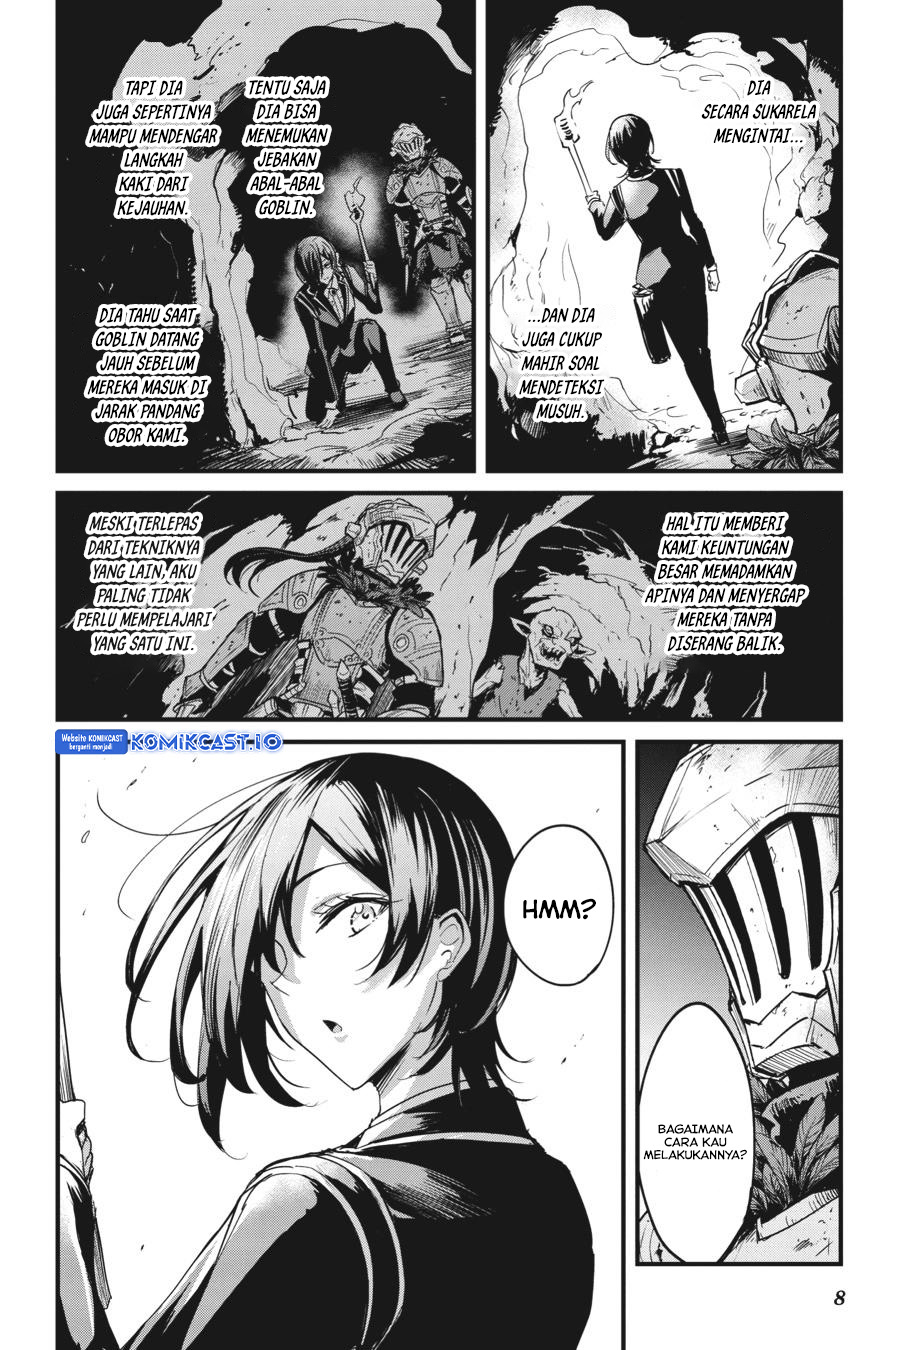 DIA
SECARA SUKARELA
MENGINTAI...
...DAN DIA
JUGA CUKUP
MAHIR SOAL
MENDETEKSI
MUSUH.
TENTU SAJA
DIA BISA
MENEMUKAN
JEBAKAN
ABAL-ABAL
GOBLIN.
TAPI DIA
JUGA SEPERTINYA
MAMPU MENDENGAR
LANGKAH
KAKI DARI
KEJAUHAN.
DIA TAHU SAAT
GOBLIN DATANG
JAUH SEBELUM
MEREKA MASUK DI
JARAK PANDANG
OBOR KAMI.
HAL ITU MEMBERI
KAMI KEUNTUNGAN
BESAR MEMADAMKAN
APINYA DAN MENYERGAP
MEREKA TANPA
DISERANG BALIK.
MESKI TERLEPAS
DARI TEKNIKNYA
YANG LAIN, AKU
PALING TIDAK
PERLU MEMPELAJARI
YANG SATU INI.
Website KOMIKCAST
berganti menjadi
KOMIKCAST.IO
BAGAIMANA
CARA KAU
MELAKUKANNYA?
HMM?
8